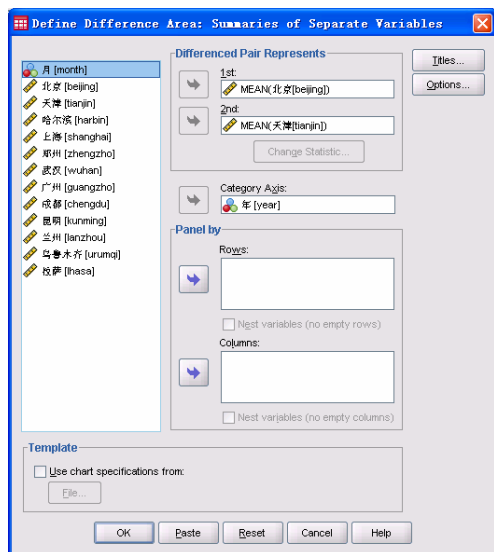 Define Difference Area: Summaries of Separate Variables
月 [month]
北京 [beijing]
天津 [tianjin]
哈尔滨 [harbin]
上海 [shanghai]
郑州 [zhengzho]
武汉 [wuhan]
广州 [guangzho]
成都 [chengdu]
昆明 [kunming]
兰州 [lanzhou]
乌鲁木齐 [urumqi]
拉萨 [lhasa]
Differenced Pair Represents
1st:
MEAN(北京[beijing])
2nd:
MEAN(天津[tianjin])
Change Statistic...
Category Axis:
年 [year]
Panel by
Rows:
Nest variables (no empty rows)
Columns:
Nest variables (no empty columns)
Titles...
Options...
Template
Use chart specifications from:
File...
OK
Paste
Reset
Cancel
Help